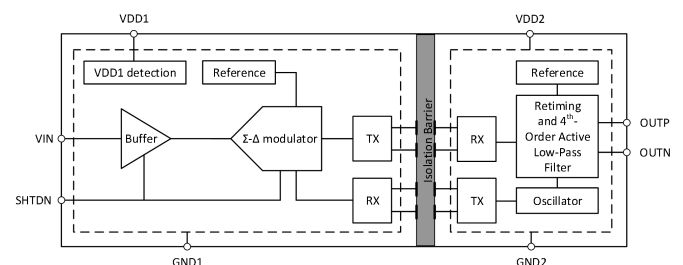 VDD1
VDD2
VDD1 detection
Reference
Reference
VIN
Buffer
Σ-Δ modulator
TX
Isolation Barrier
RX
Retiming
and 4th-
Order Active
Low-Pass
Filter
OUTP
OUTN
SHTDN
RX
TX
Oscillator
GND1
GND2